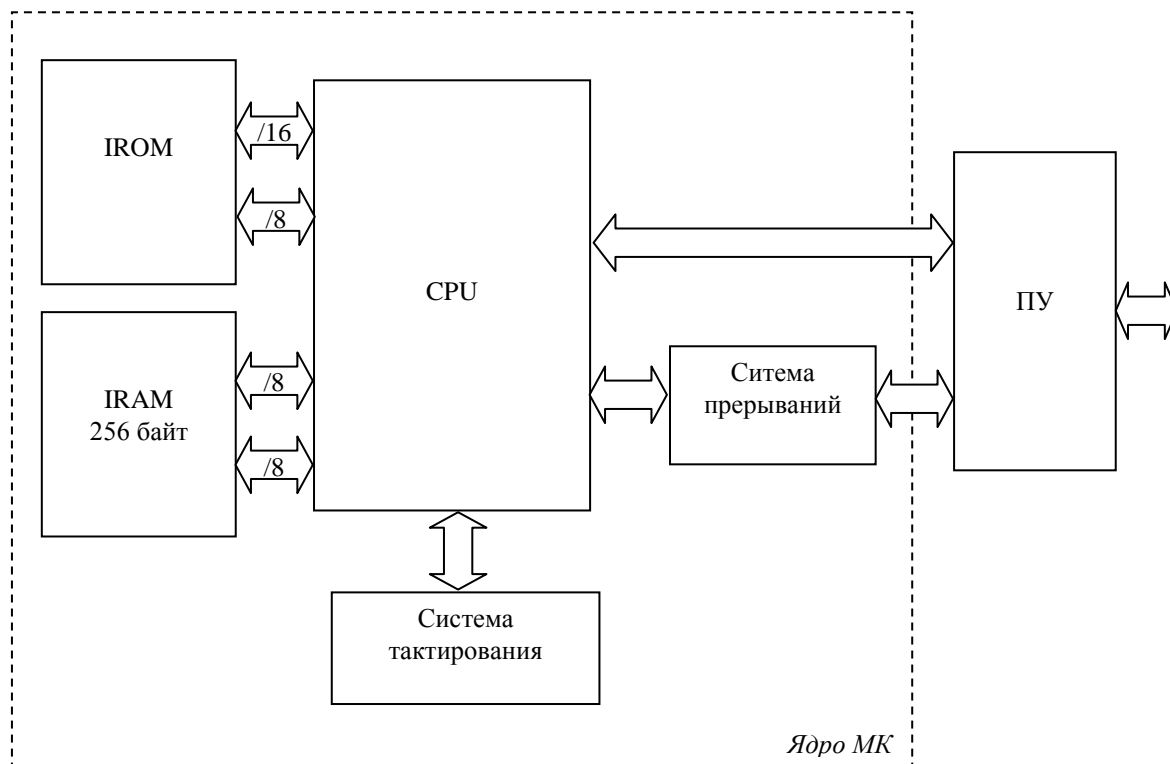 IROM
/16
/8
CPU
ПУ
IRAM
256 байт
/8
/8
Ситема
прерываний
Система
тактирования
Ядро МК